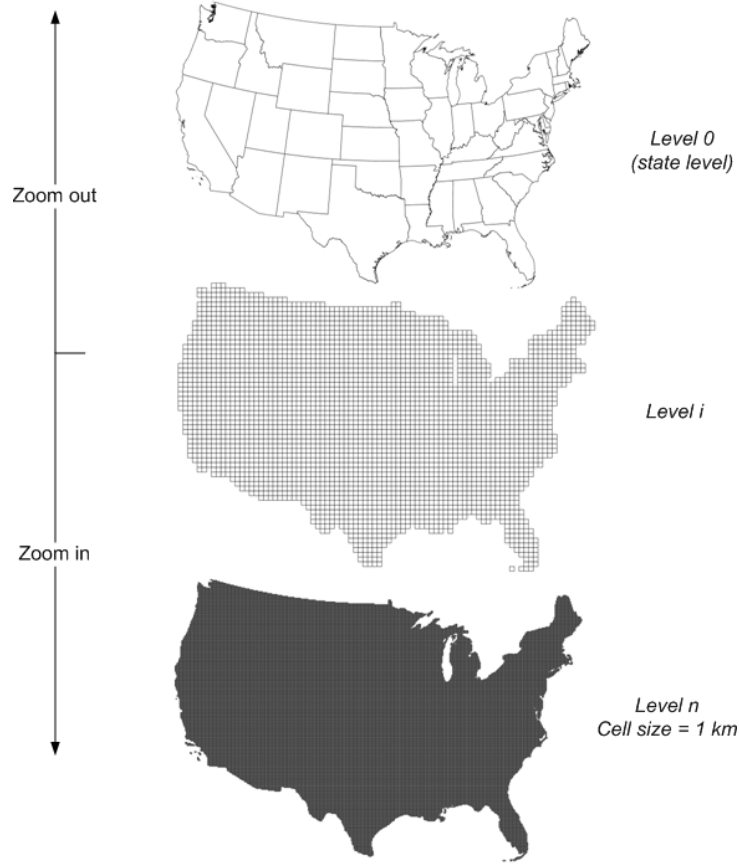 Level 0
(state level)
Zoom out
Level i
Zoom in
Level n
Cell size = 1 km